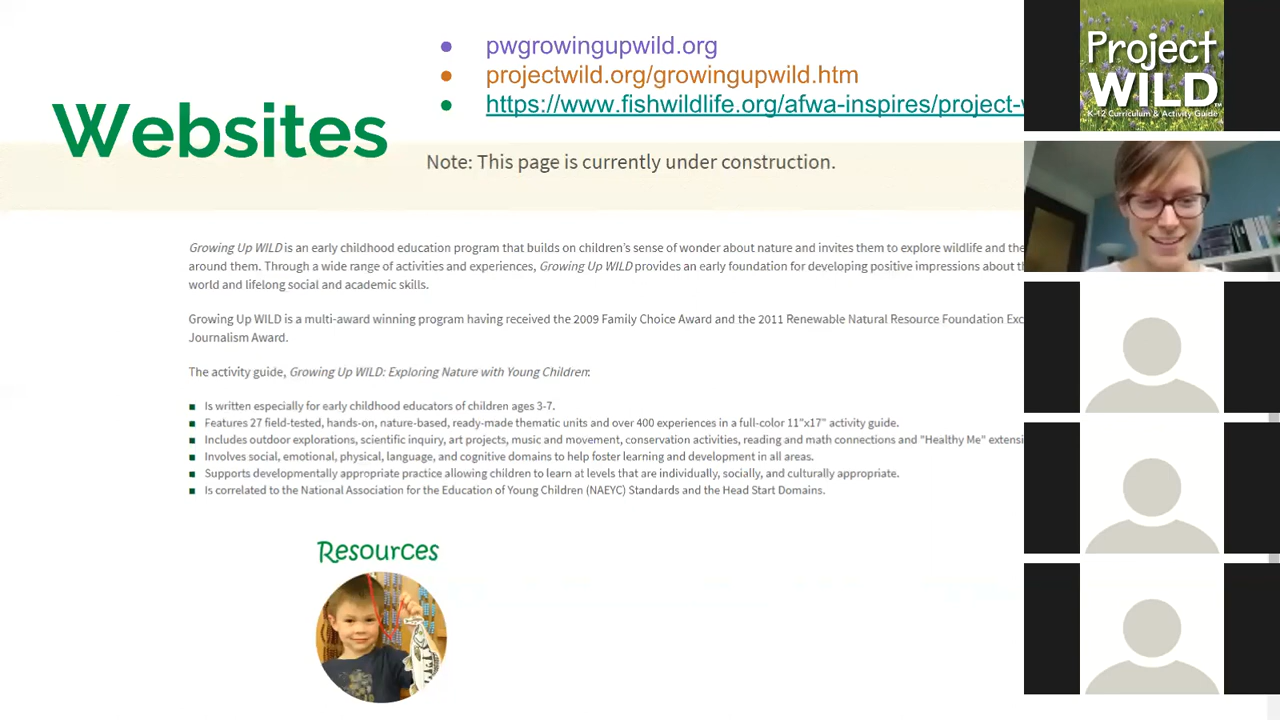 Websites
pwgrowingupwild.org
projectwild.org/growingupwild.htm
https://www.fishwildlife.org/afwa-inspires/project-
Note: This page is currently under construction.
Growing Up WILD is an early childhood education program that builds on children's sense of wonder about nature and invites them to explore wildlife and the
around them. Through a wide range of activities and experiences, Growing Up WILD provides an early foundation for developing positive impressions about
world and lifelong social and academic skills.
Growing Up WILD is a multi-award winning program having received the 2009 Family Choice Award and the 2011 Renewable Natural Resource Foundation
Journalism Award.
The activity guide, Growing Up WILD: Exploring Nature with Young Children:
Is written especially for early childhood educators of children ages 3-7.
Features 27 field-tested, hands-on, nature-based, ready-made thematic units and over 400 experiences in a full-color 11"x17" activity guide.
Includes outdoor explorations, scientific inquiry, art projects, music and movement, conservation activities, reading and math connections and "Healthy Me"
Involves social, emotional, physical, language, and cognitive domains to help foster learning and development in all areas.
Supports developmentally appropriate practice allowing children to learn at levels that are individually, socially, and culturally appropriate.
Is correlated to the National Association for the Education of Young Children (NAEYC) Standards and the Head Start Domains.
Resources
Project
WILD™
K-12 Curriculum & Activity Guide